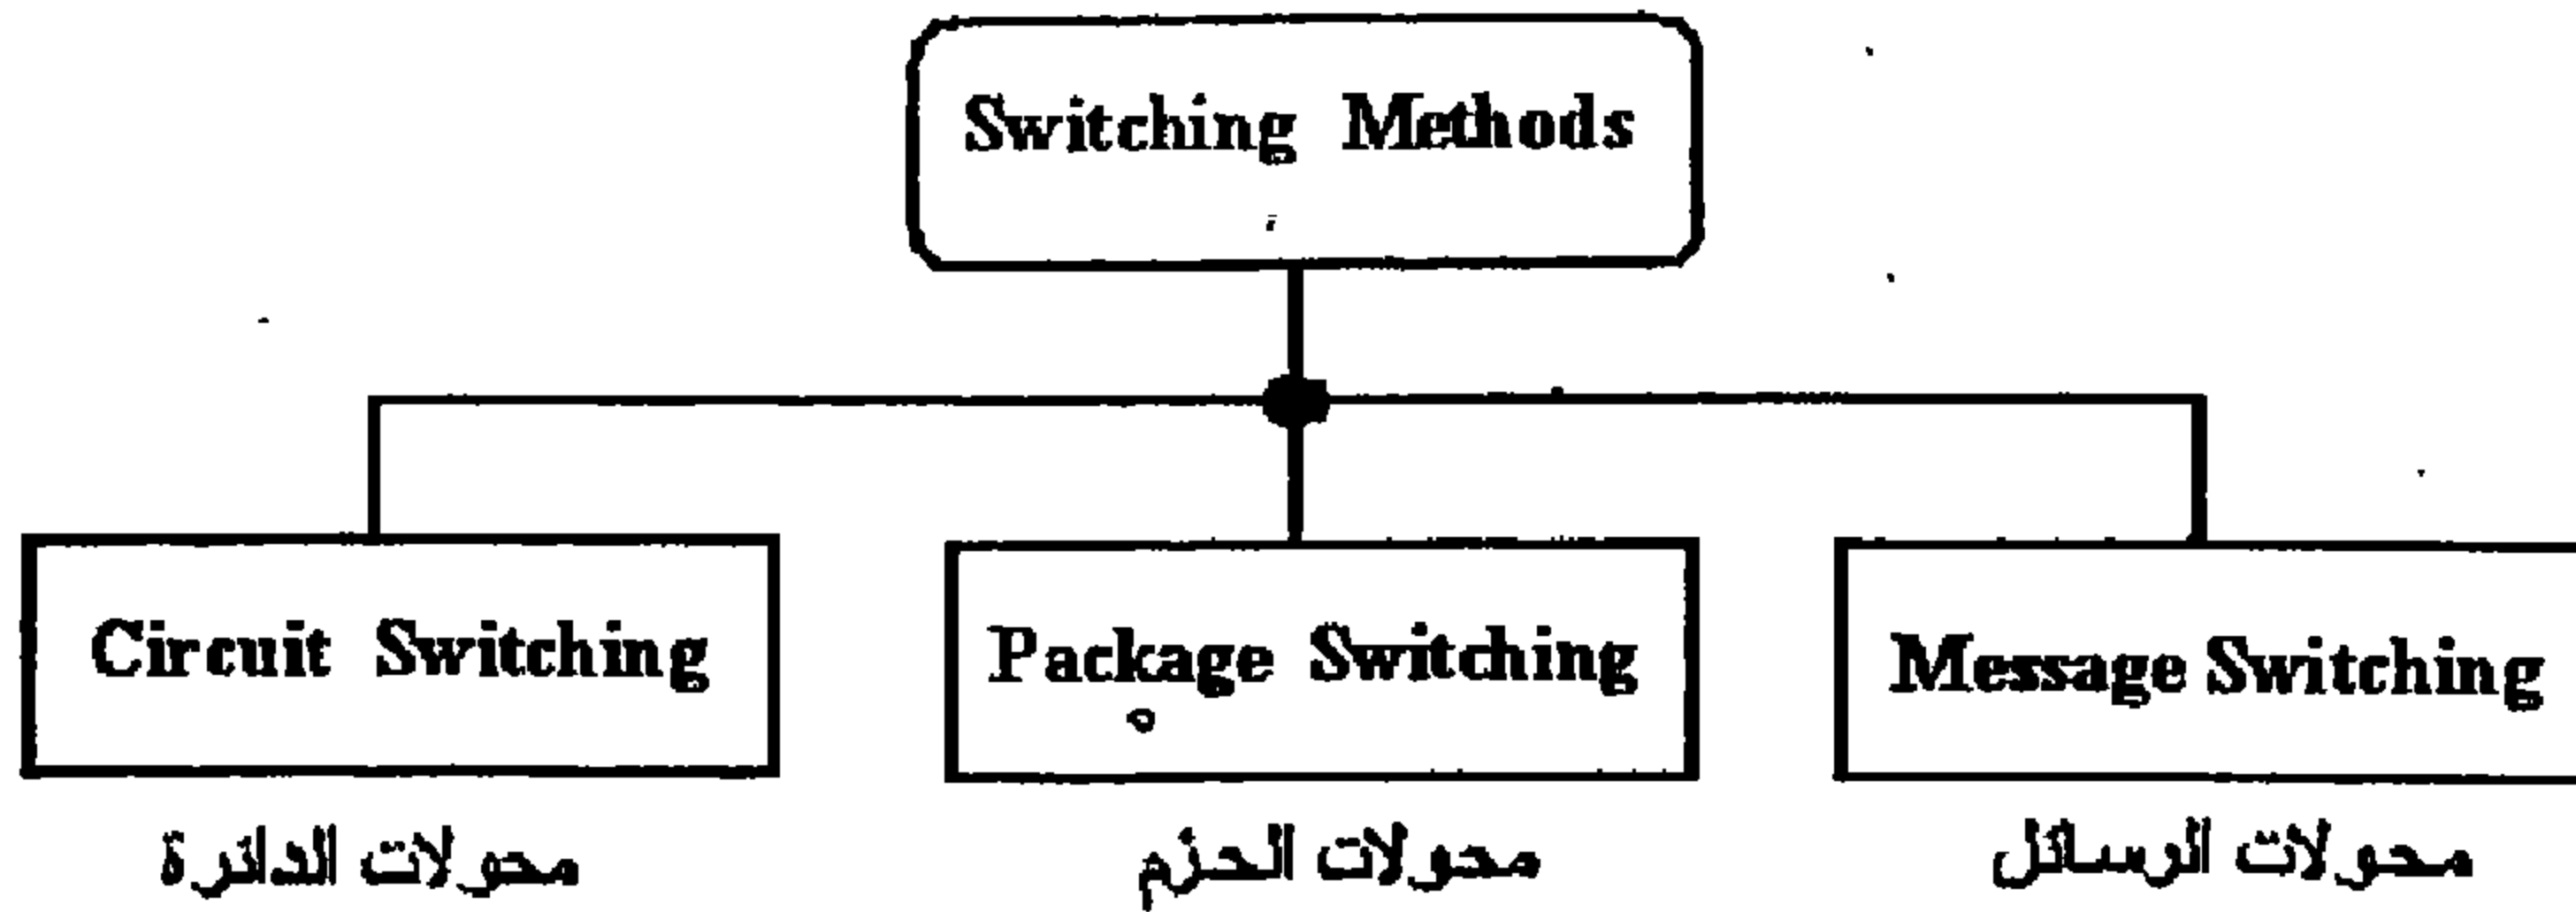 Switching Methods
Circuit Switching
Package Switching
Message Switching
محولات الدائرة
محولات الحزم
محولات الرسائل